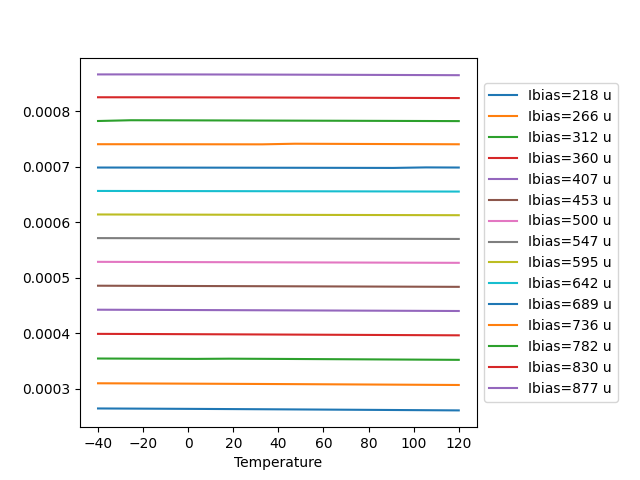 0.0008
0.0007
0.0006
0.0005
0.0004
0.0003
−40
−20
0
20
40
60
80
100
120
Temperature
Ibias=218 u
Ibias=266 u
Ibias=312 u
Ibias=360 u
Ibias=407 u
Ibias=453 u
Ibias=500 u
Ibias=547 u
Ibias=595 u
Ibias=642 u
Ibias=689 u
Ibias=736 u
Ibias=782 u
Ibias=830 u
Ibias=877 u